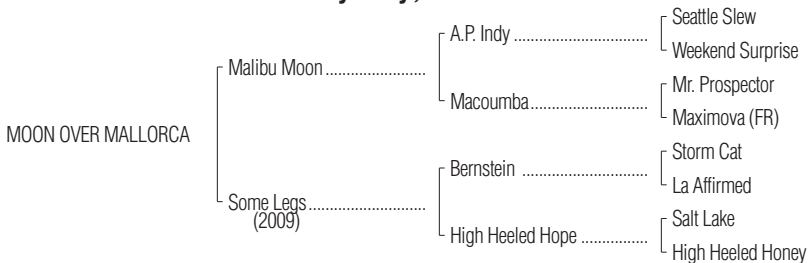 Seattle Slew
A.P. Indy ................................
Weekend Surprise
Malibu Moon ........................
Mr. Prospector
Macoumba............................
Maximova (FR)
MOON OVER MALLORCA
Storm Cat
Bernstein ..............................
La Affirmed
Some Legs............................
(2009)
Salt Lake
High Heeled Hope ................
High Heeled Honey